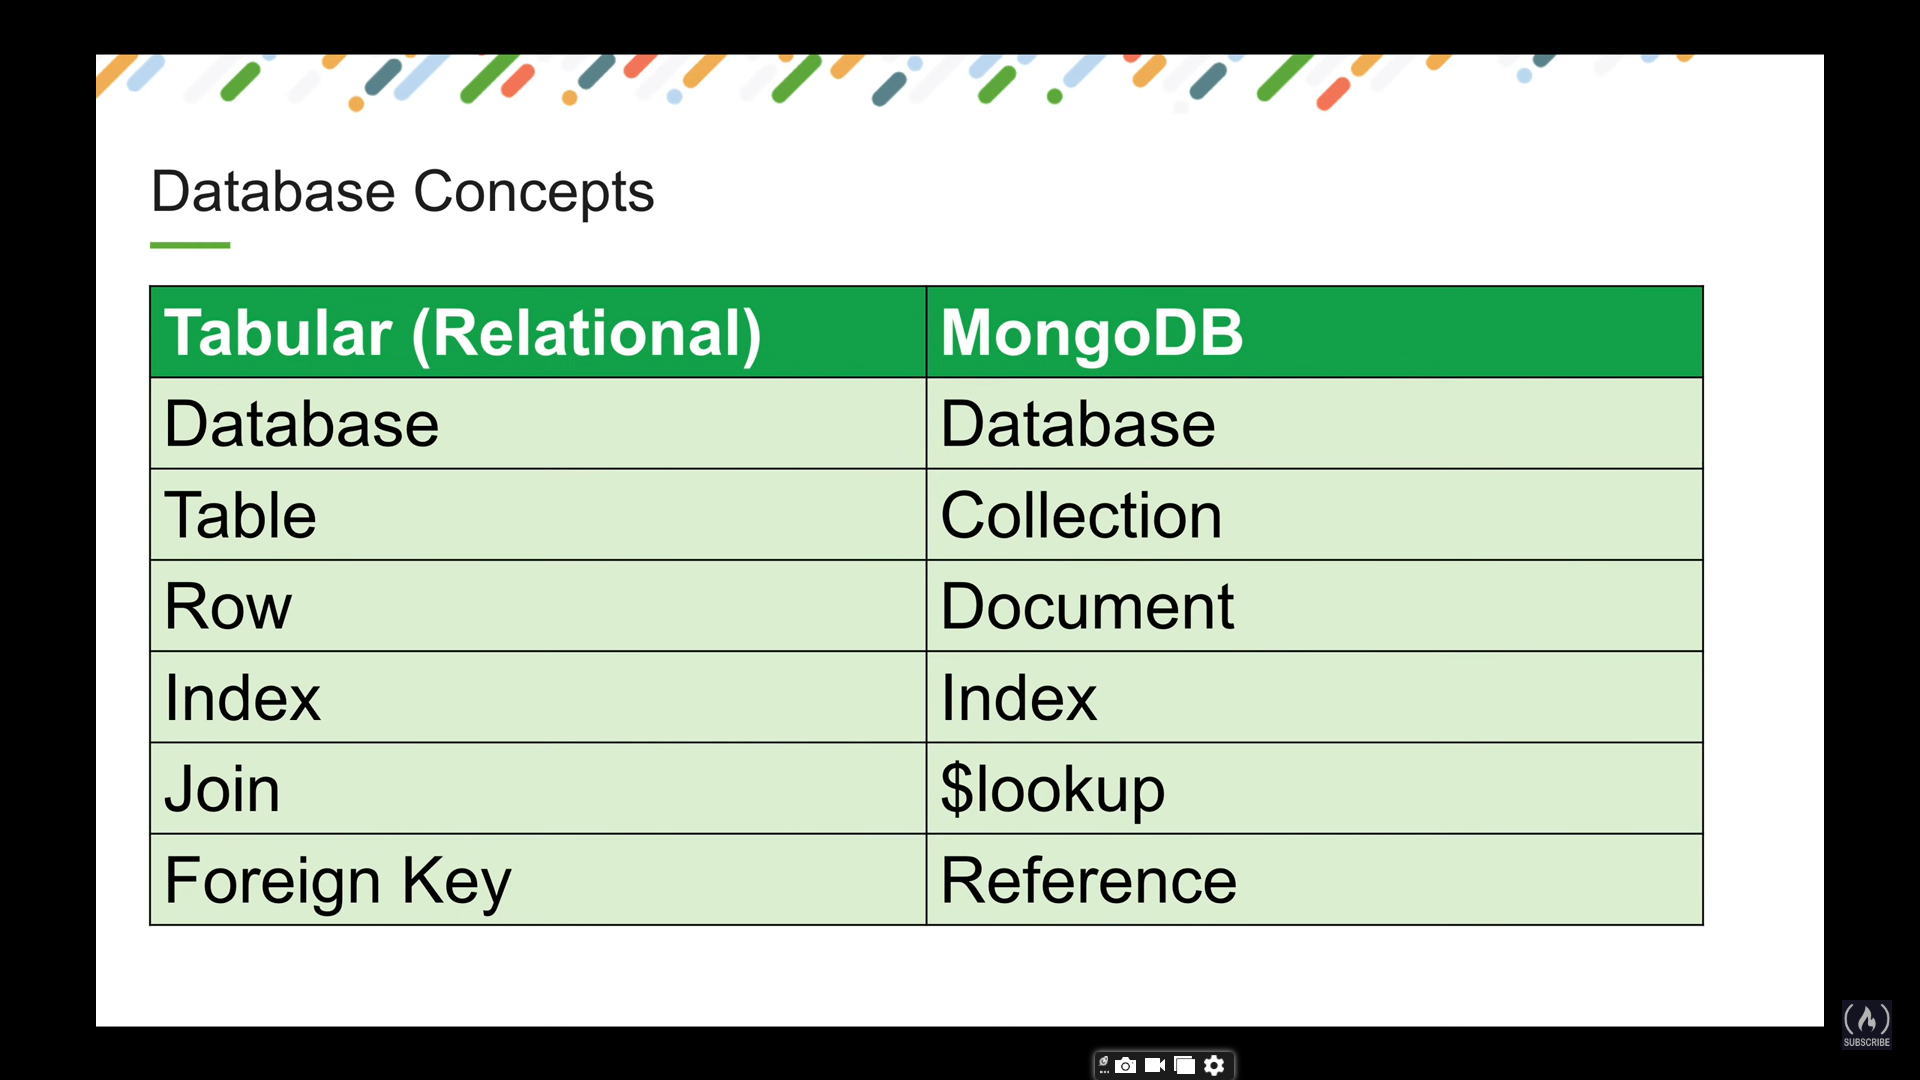 Database Concepts
Tabular (Relational) MongoDB
Database Database
Table Collection
Row Document
Index Index
Join $lookup
Foreign Key Reference
SUBSCRIBE